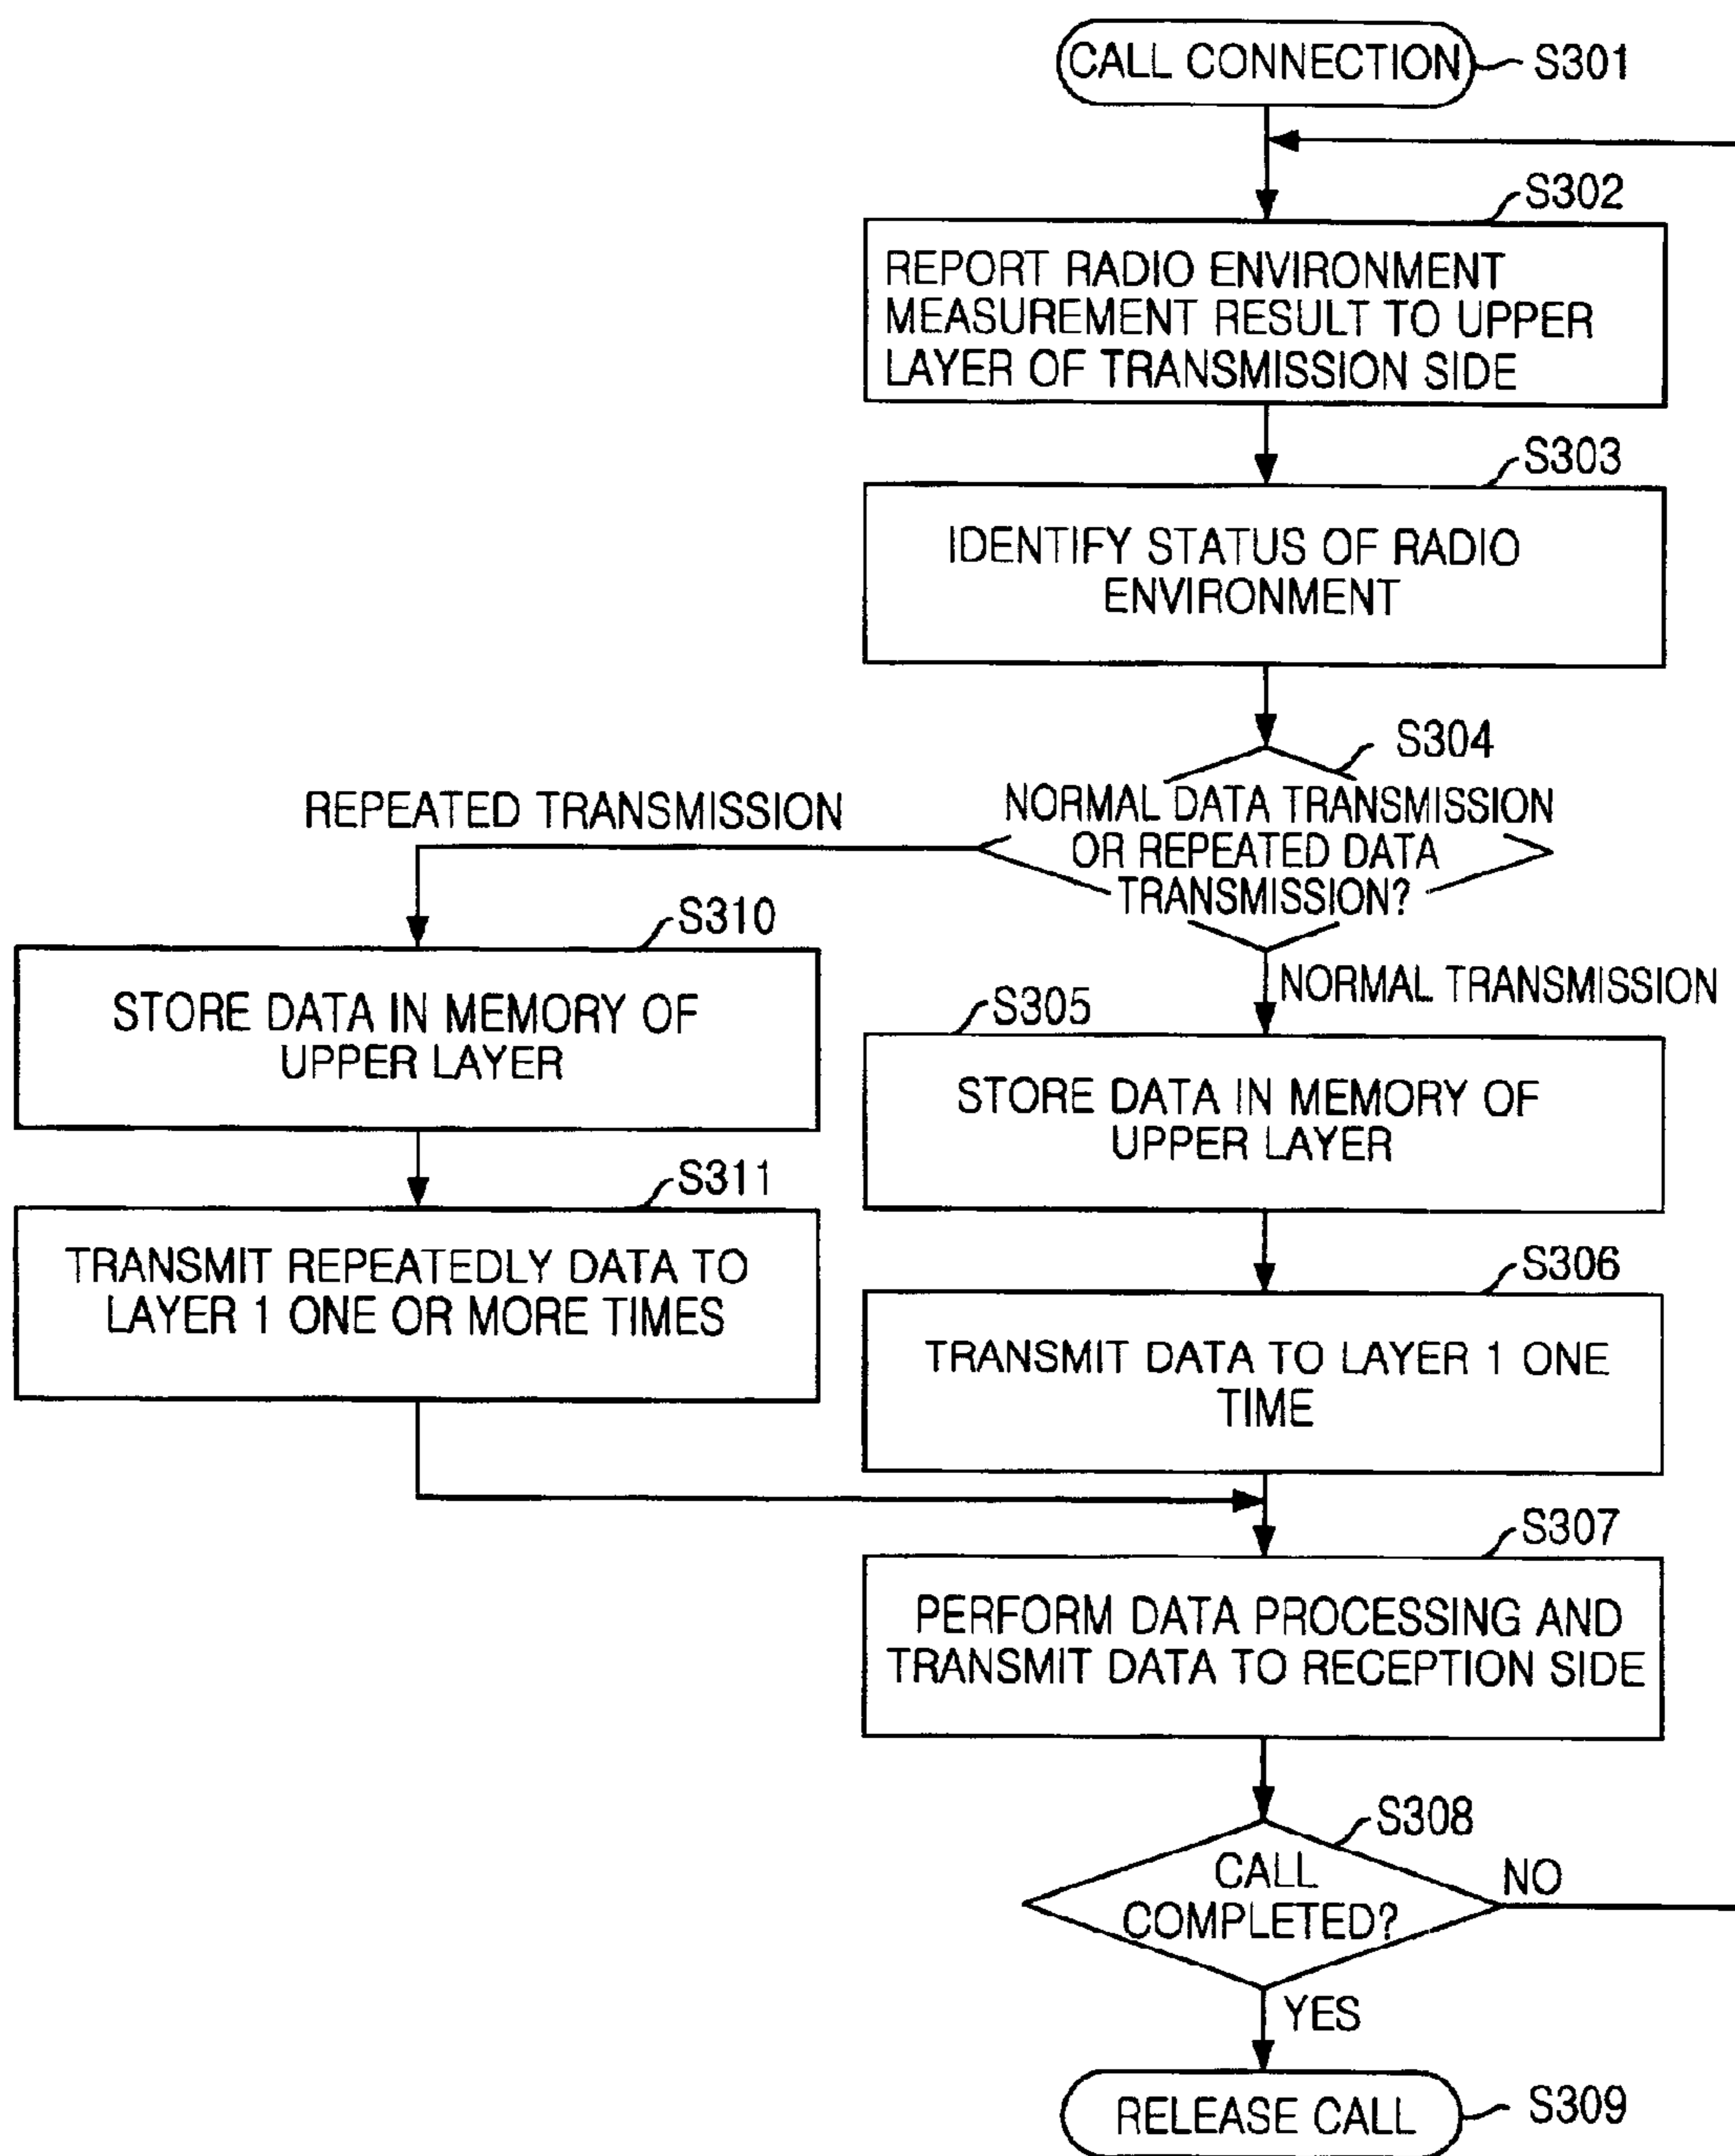 CALL CONNECTION
S301
S302
REPORT RADIO ENVIRONMENT
MEASUREMENT RESULT TO UPPER
LAYER OF TRANSMISSION SIDE
S303
IDENTIFY STATUS OF RADIO
ENVIRONMENT
S304
NORMAL DATA TRANSMISSION
OR REPEATED DATA
TRANSMISSION?
REPEATED TRANSMISSION
NORMAL TRANSMISSION
S310
STORE DATA IN MEMORY OF
UPPER LAYER
S311
TRANSMIT REPEATEDLY DATA TO
LAYER 1 ONE OR MORE TIMES
S305
STORE DATA IN MEMORY OF
UPPER LAYER
S306
TRANSMIT DATA TO LAYER 1 ONE
TIME
S307
PERFORM DATA PROCESSING AND
TRANSMIT DATA TO RECEPTION SIDE
S308
CALL
COMPLETED?
NO
YES
RELEASE CALL
S309